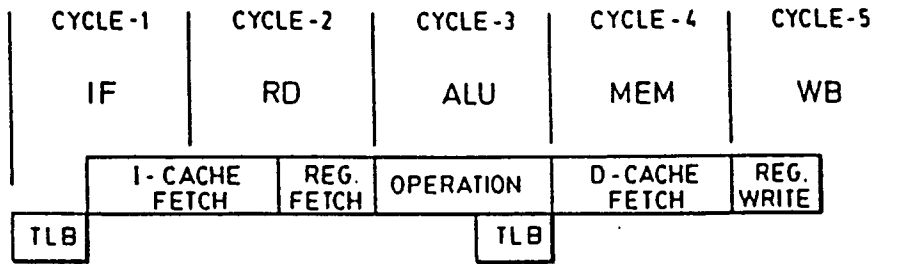 CYCLE-1 CYCLE-2 CYCLE-3 CYCLE-4 CYCLE-5
IF RD ALU MEM WB
I-CACHE FETCH
REG. FETCH
OPERATION
D-CACHE FETCH
REG. WRITE
TLB TLB